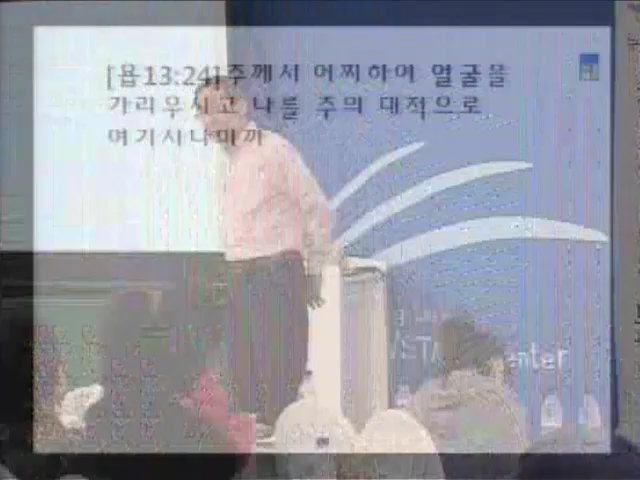 [욥13:24]주께서 어찌하여 얼굴을
가리우시고 나를 주의 대적으로
여기시나이까